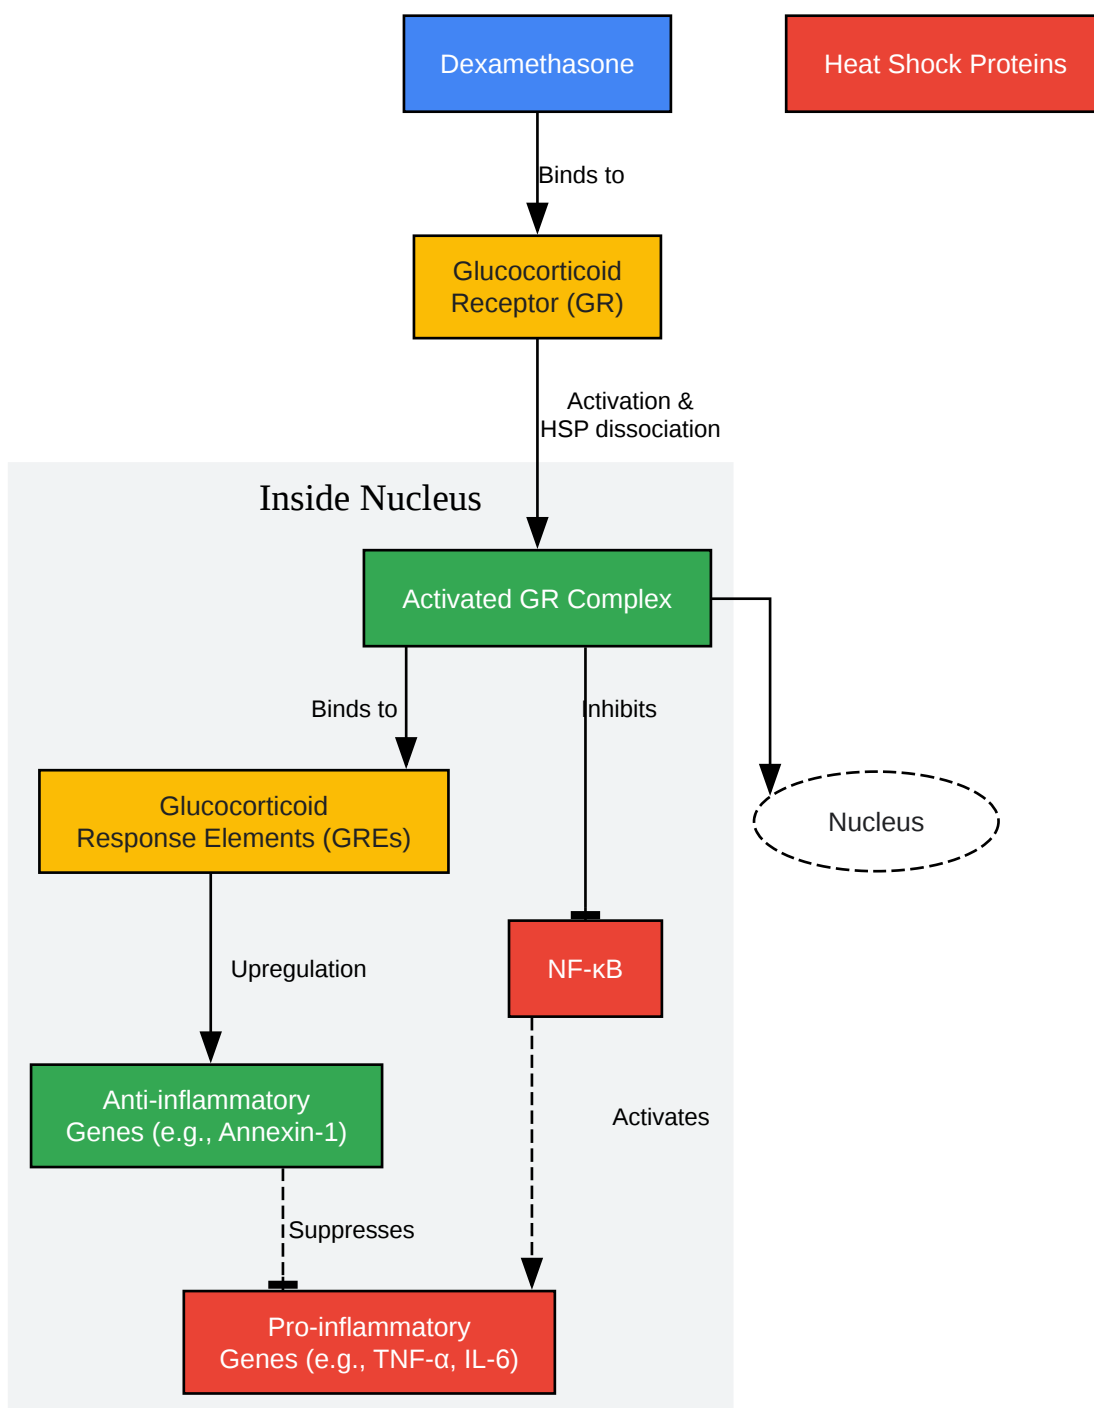 Dexamethasone
Heat Shock Proteins
Binds to
Glucocorticoid
Receptor (GR)
Activation &
HSP dissociation
Inside Nucleus
Activated GR Complex
Binds to
Inhibits
Glucocorticoid
Response Elements (GREs)
Nucleus
NF-κB
Upregulation
Anti-inflammatory
Genes (e.g., Annexin-1)
Activates
Suppresses
Pro-inflammatory
Genes (e.g., TNF-α, IL-6)